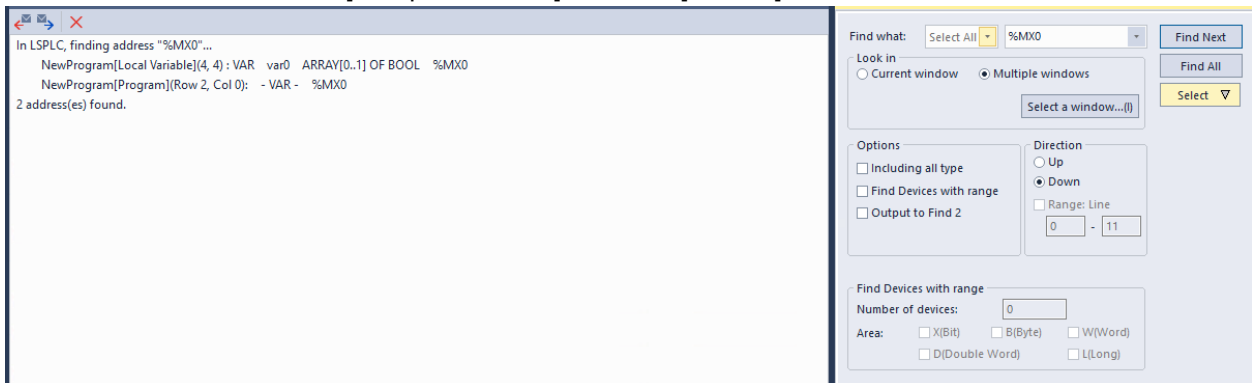 In LSPLC, finding address "%MX0"...
NewProgram[Local Variable](4, 4) : VAR var0 ARRAY[0..1] OF BOOL %MX0
NewProgram[Program](Row 2, Col 0): - VAR - %MX0
2 address(es) found.
Find what: Select All %MX0 Find Next
Look in
Current window Multiple windows
Find All
Select a window...(I)
Select ▽
Options
Including all type
Find Devices with range
Output to Find 2
Direction
Up
Down
Range: Line
0 - 11
Find Devices with range
Number of devices: 0
Area: X(Bit) B(Byte) W(Word)
D(Double Word) L(Long)